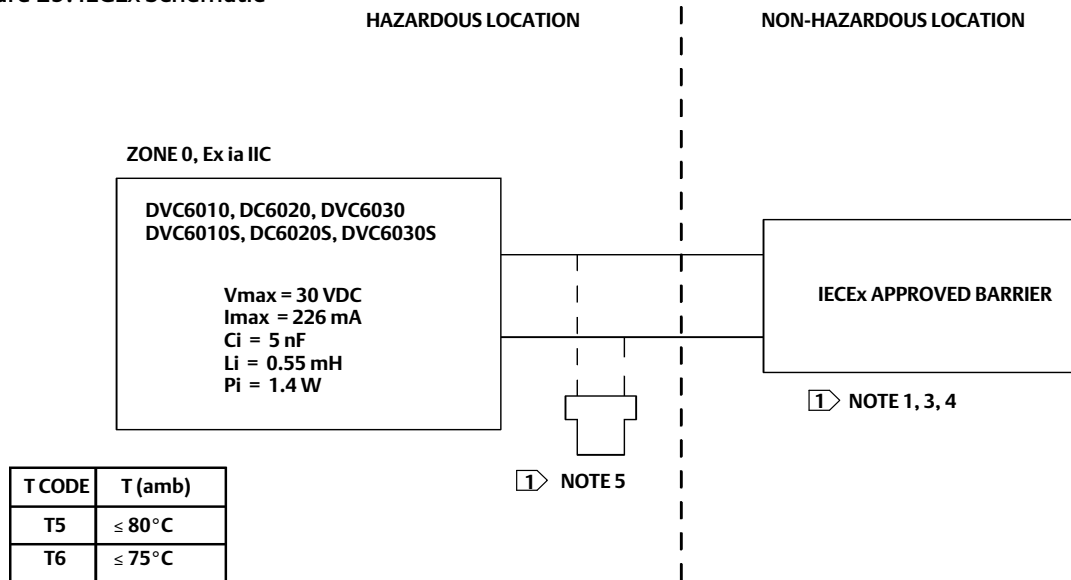 HAZARDOUS LOCATION
NON-HAZARDOUS LOCATION
ZONE 0, Ex ia IIC
DVC6010, DC6020, DVC6030
DVC6010S, DC6020S, DVC6030S
Vmax = 30 VDC
Imax = 226 mA
Ci = 5 nF
Li = 0.55 mH
Pi = 1.4 W
IECEx APPROVED BARRIER
1 NOTE 1, 3, 4
1 NOTE 5
T CODE T (amb)
T5 ≤ 80°C
T6 ≤ 75°C